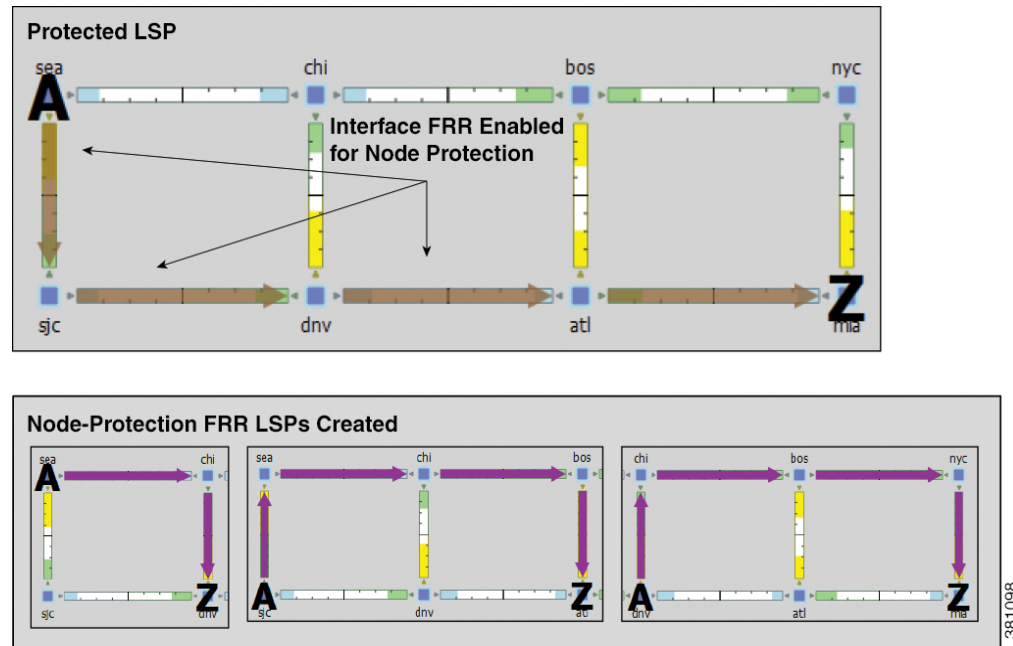 Protected LSP
sea
chi
bos
nyc
A
Interface FRR Enabled
for Node Protection
sjc
dnv
atl
Z
mia
Node-Protection FRR LSPs Created
sea
chi
A
sjc
Z
dnv
sea
chi
bos
A
sjc
dnv
Z
atl
chi
bos
nyc
A
dnv
atl
Z
mia
381098